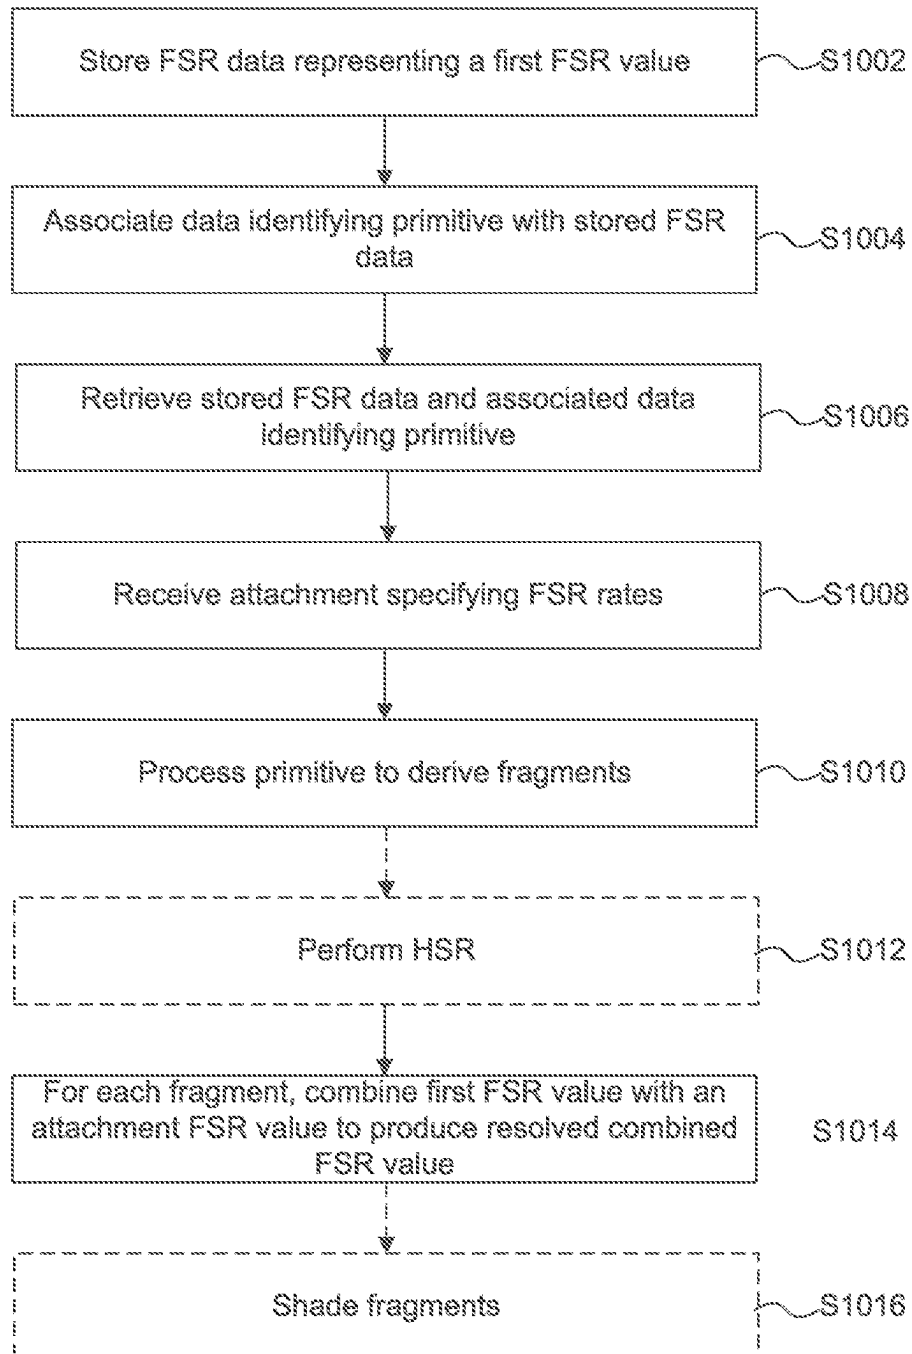 Store FSR data representing a first FSR value
S1002
Associate data identifying primitive with stored FSR
data
S1004
Retrieve stored FSR data and associated data
identifying primitive
S1006
Receive attachment specifying FSR rates
S1008
Process primitive to derive fragments
S1010
Perform HSR
S1012
For each fragment, combine first FSR value with an
attachment FSR value to produce resolved combined
FSR value
S1014
Shade fragments
S1016